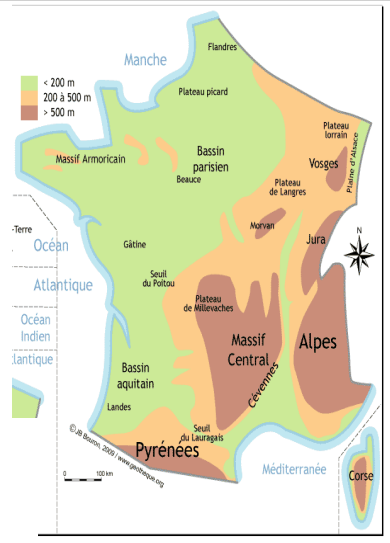 Flandres
Manche
< 200 m
200 à 500 m
> 500 m
Plateau picard
Plateau
lorrain
Plaine d'Alsace
Massif Armoricain
Bassin
parisien
Vosges
Beauce
Plateau
de Langres
Morvan
-Terre
Océan
Atlantique
Gâtine
Jura
N
Seuil
du Poitou
Plateau
de Millevaches
Océan
Indien
tlantique
Massif
Central
Alpes
Cévennes
Bassin
aquitain
Landes
Seuil
du Lauragais
Pyrénées
Méditerranée
Corse
© JB Bouron, 2009 | www.geotheque.org
0 100 km